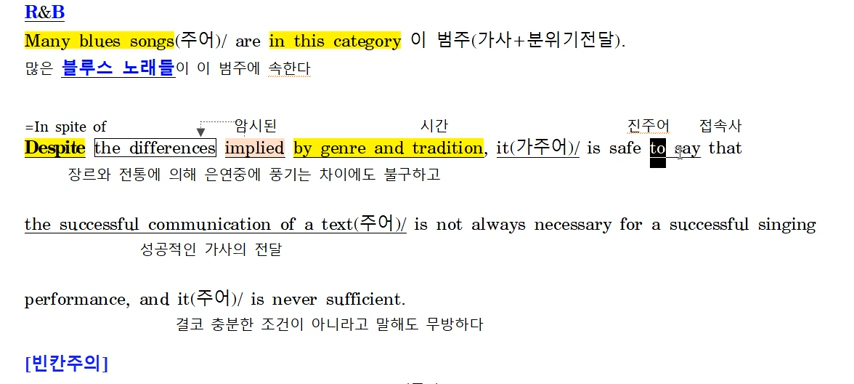 R&B
Many blues songs(주어)/ are in this category 이 범주(가사+분위기전달).
많은 블루스 노래들이 이 범주에 속한다
=In spite of 암시된 시간 진주어 접속사
Despite the differences implied by genre and tradition, it(가주어)/ is safe to say that
장르와 전통에 의해 은연중에 풍기는 차이에도 불구하고
the successful communication of a text(주어)/ is not always necessary for a successful singing
성공적인 가사의 전달
performance, and it(주어)/ is never sufficient.
결코 충분한 조건이 아니라고 말해도 무방하다
[빈칸주의]